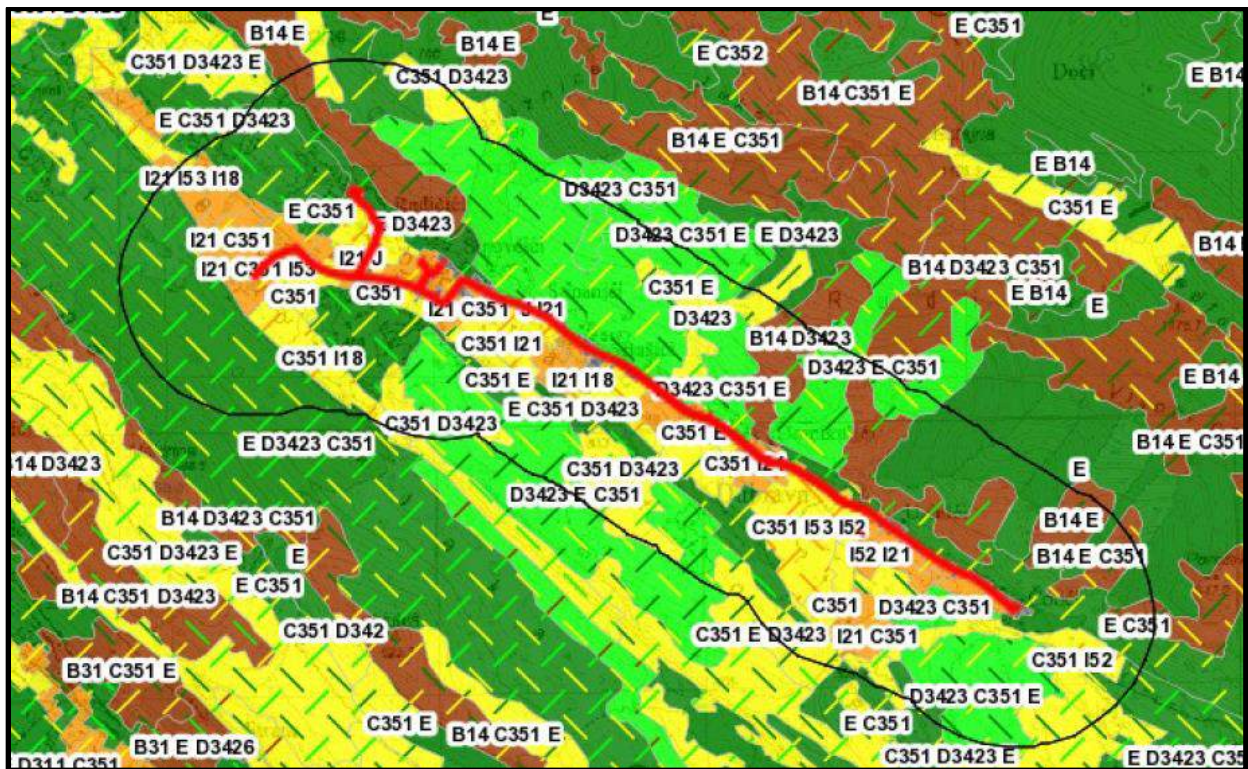 B14 E
E
E C351
C351 D3423 E
B14 E
E C352
C351 D3423
Doči
E B14
B14 C351 E
E C351 D3423
B14 E C351
E B14
I21 I53 I18
D3423 C351
C351 E
E C351
E D3423
D3423 C351 E
E D3423
I21 C351
I21 J
B14 D3423 C351
I21 C351 I53
C351 E
E B14
C351
C351
E
I21 C351
J I21
D3423
C351 I21
B14 D3423
C351 I18
D3423 E C351
C351 E
I21 I18
E B14
D3423 C351 E
E C351 D3423
C351 D3423
C351 E
E D3423 C351
B14 E C351
C351 I21
B14 D3423
C351 D3423
E
D3423 E C351
B14 D3423 C351
B14 E
C351 I53 I52
C351 D3423 E
E
I52 I21
B14 E C351
E C351
B14 C351 D3423
C351
D3423 C351
E C351
C351 D342
C351 E D3423
I21 C351
C351 I52
B31 C351 E
D3423 C351 E
C351 E
B14 C351 E
E C351
B31 E D3426
C351 D3423 E
D311 C351